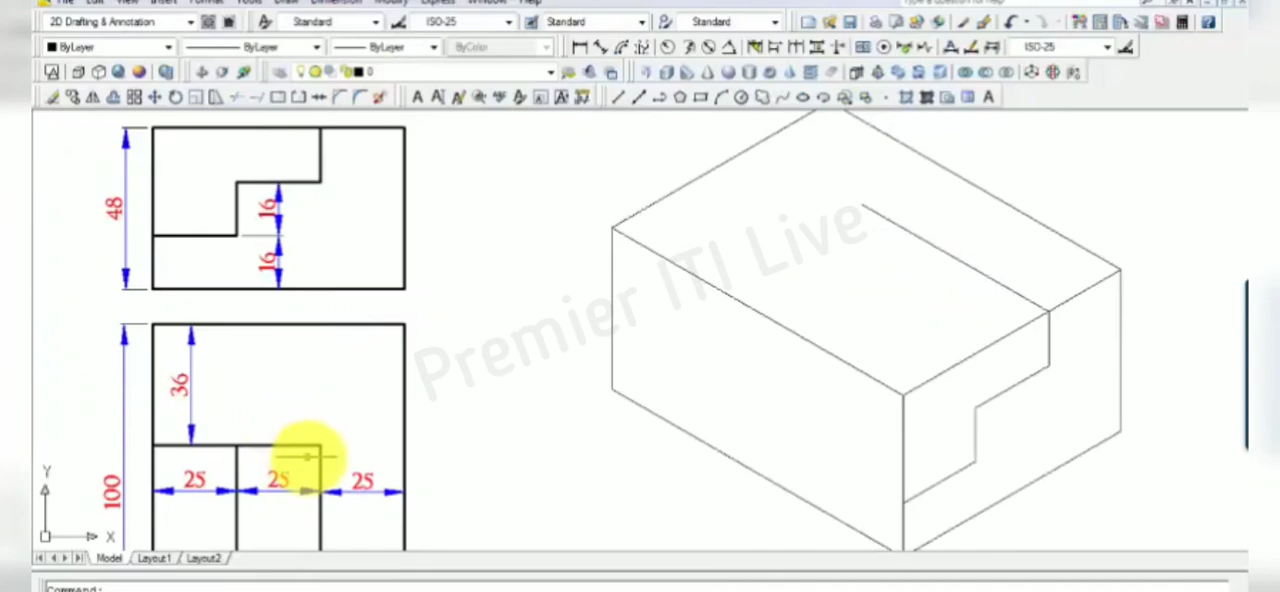 2D Drafting & Annotation Standard ISO-25 Standard Standard
ByLayer ByLayer ByLayer ByColor ISO-25
0
48
16
16
36
25 25 25
100
Y
X
Premier ITI Live
Model Layout1 Layout2
Command: